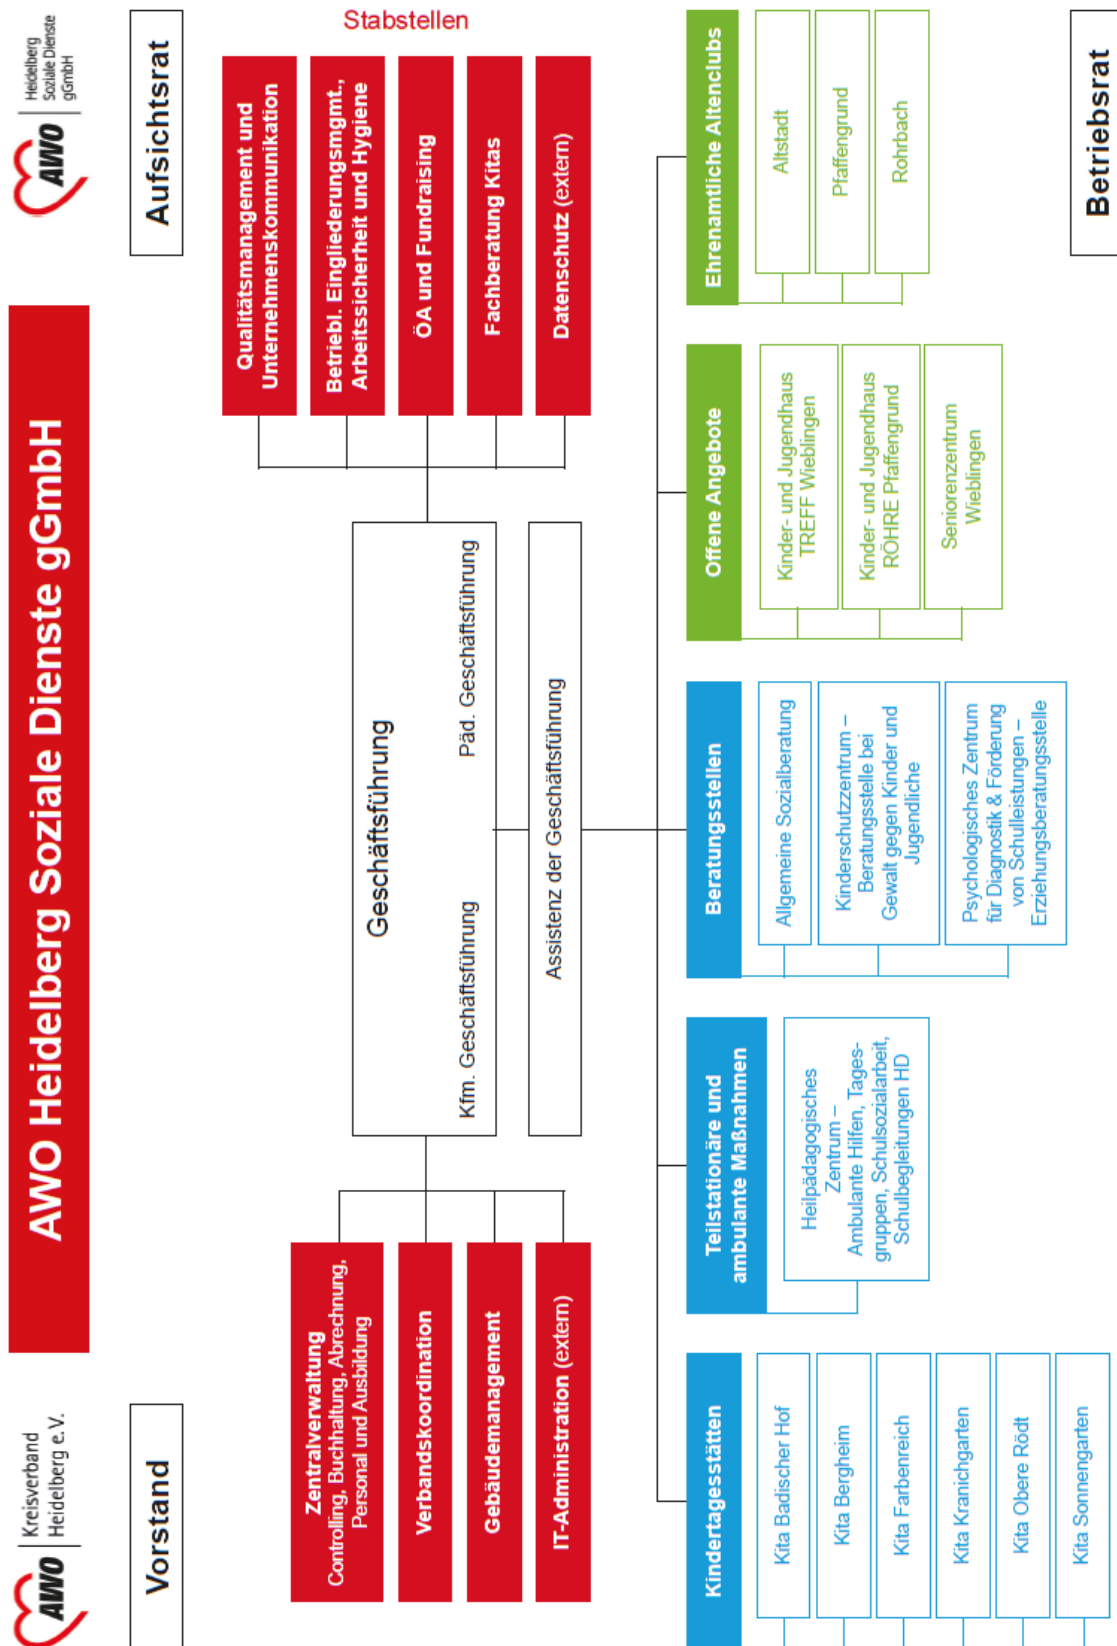 AWO
Kreisverband
Heidelberg e.V.
AWO Heidelberg Soziale Dienste gGmbH
AWO
Heidelberg
Soziale Dienste
gGmbH
Vorstand
Aufsichtsrat
Stabstellen
Zentralverwaltung
Controlling, Buchhaltung, Abrechnung,
Personal und Ausbildung
Verbandskoordination
Gebäudemanagement
IT-Administration (extern)
Geschäftsführung
Kfm. Geschäftsführung
Päd. Geschäftsführung
Assistenz der Geschäftsführung
Qualitätsmanagement und
Unternehmenskommunikation
Betriebl. Eingliederungsmgmt.,
Arbeitssicherheit und Hygiene
ÖA und Fundraising
Fachberatung Kitas
Datenschutz (extern)
Kindertagesstätten
Kita Badischer Hof
Kita Bergheim
Kita Farbenreich
Kita Kranichgarten
Kita Obere Rödt
Kita Sonnengarten
Teilstationäre und
ambulante Maßnahmen
Heilpädagogisches
Zentrum –
Ambulante Hilfen, Tages-
gruppen, Schulsozialarbeit,
Schulbegleitungen HD
Beratungsstellen
Allgemeine Sozialberatung
Kinderschutzzentrum –
Beratungsstelle bei
Gewalt gegen Kinder und
Jugendliche
Psychologisches Zentrum
für Diagnostik & Förderung
von Schulleistungen –
Erziehungsberatungsstelle
Offene Angebote
Kinder- und Jugendhaus
TREFF Wieblingen
Kinder- und Jugendhaus
RÖHRE Pfaffengrund
Seniorenzentrum
Wieblingen
Ehrenamtliche Altenclubs
Altstadt
Pfaffengrund
Rohrbach
Betriebsrat